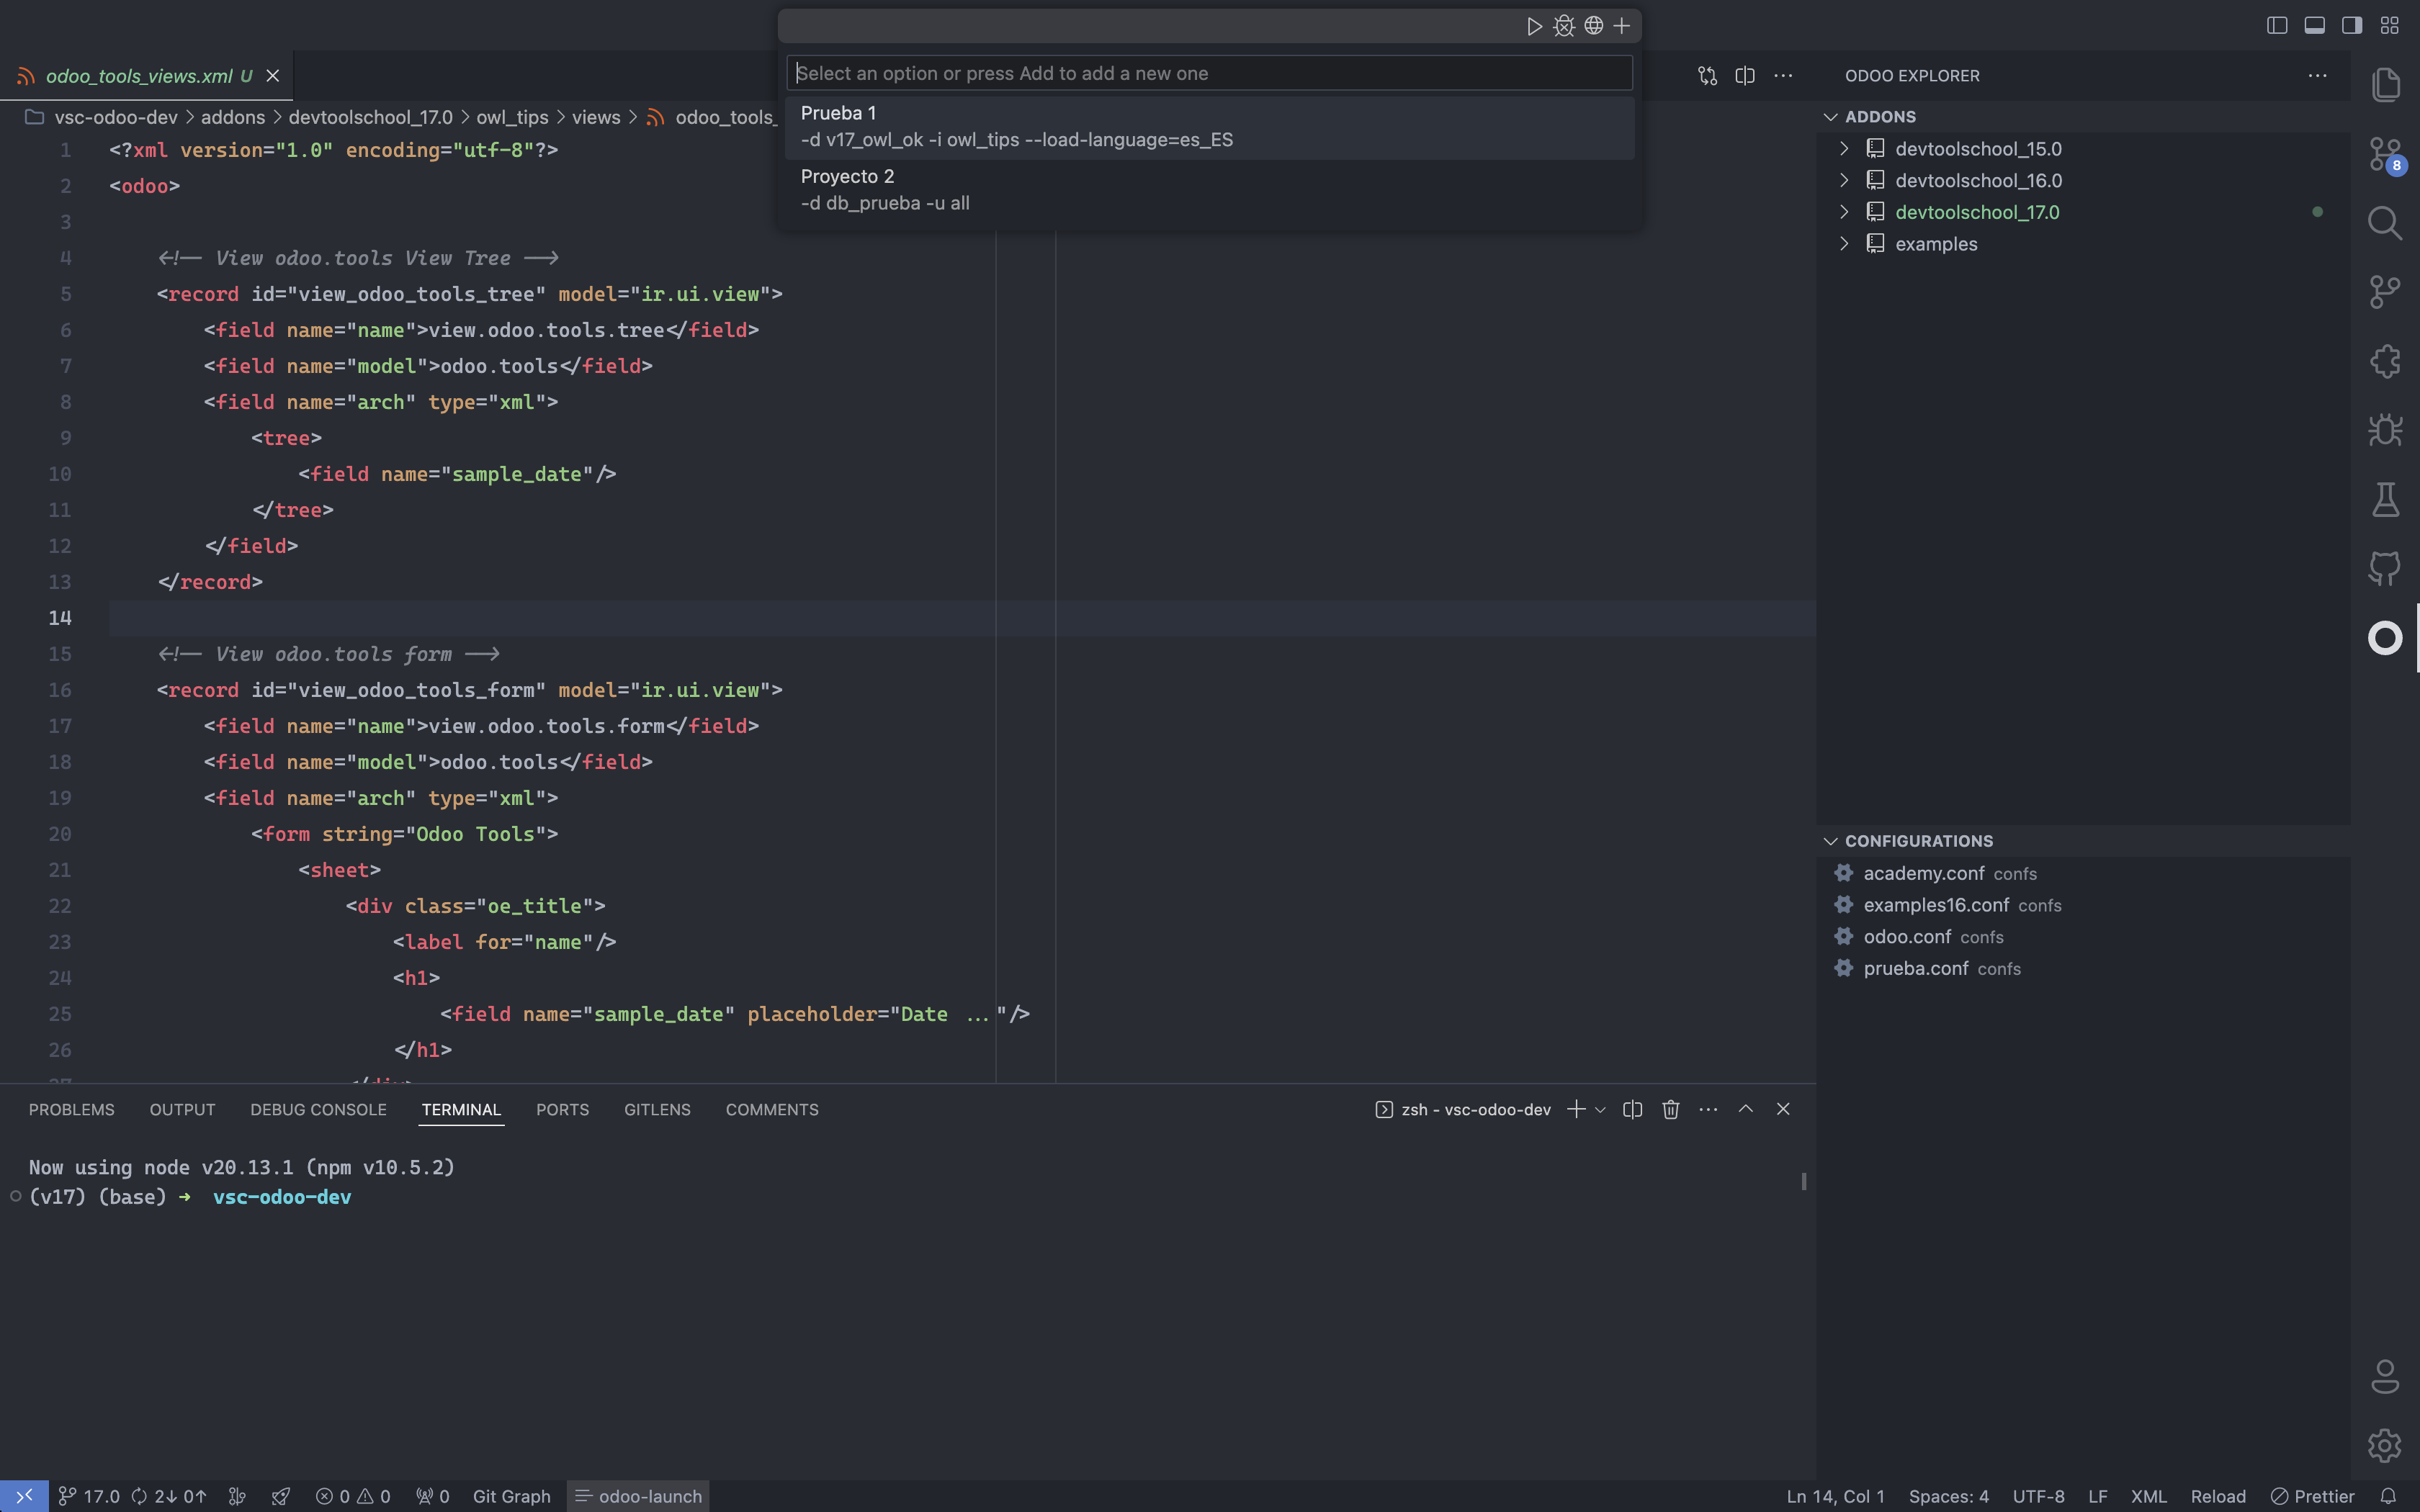 Select an option or press Add to add a new one
Prueba 1
-d v17_owl_ok -i owl_tips --load-language=es_ES
Proyecto 2
-d db_prueba -u all
odoo_tools_views.xml U
vsc-odoo-dev > addons > devtoolschool_17.0 > owl_tips > views > odoo_tools_
1 <?xml version="1.0" encoding="utf-8"?>
2 <odoo>
3
4 <!-- View odoo.tools View Tree -->
5 <record id="view_odoo_tools_tree" model="ir.ui.view">
6 <field name="name">view.odoo.tools.tree</field>
7 <field name="model">odoo.tools</field>
8 <field name="arch" type="xml">
9 <tree>
10 <field name="sample_date"/>
11 </tree>
12 </field>
13 </record>
14
15 <!-- View odoo.tools form -->
16 <record id="view_odoo_tools_form" model="ir.ui.view">
17 <field name="name">view.odoo.tools.form</field>
18 <field name="model">odoo.tools</field>
19 <field name="arch" type="xml">
20 <form string="Odoo Tools">
21 <sheet>
22 <div class="oe_title">
23 <label for="name"/>
24 <h1>
25 <field name="sample_date" placeholder="Date ..."/>
26 </h1>
ODOO EXPLORER
ADDONS
devtoolschool_15.0
devtoolschool_16.0
devtoolschool_17.0
examples
CONFIGURATIONS
academy.conf confs
examples16.conf confs
odoo.conf confs
prueba.conf confs
8
PROBLEMS OUTPUT DEBUG CONSOLE TERMINAL PORTS GITLENS COMMENTS
zsh - vsc-odoo-dev
Now using node v20.13.1 (npm v10.5.2)
(v17) (base) ➜ vsc-odoo-dev
17.0 2↓ 0↑ 0 0 0 Git Graph odoo-launch
Ln 14, Col 1 Spaces: 4 UTF-8 LF XML Reload Prettier